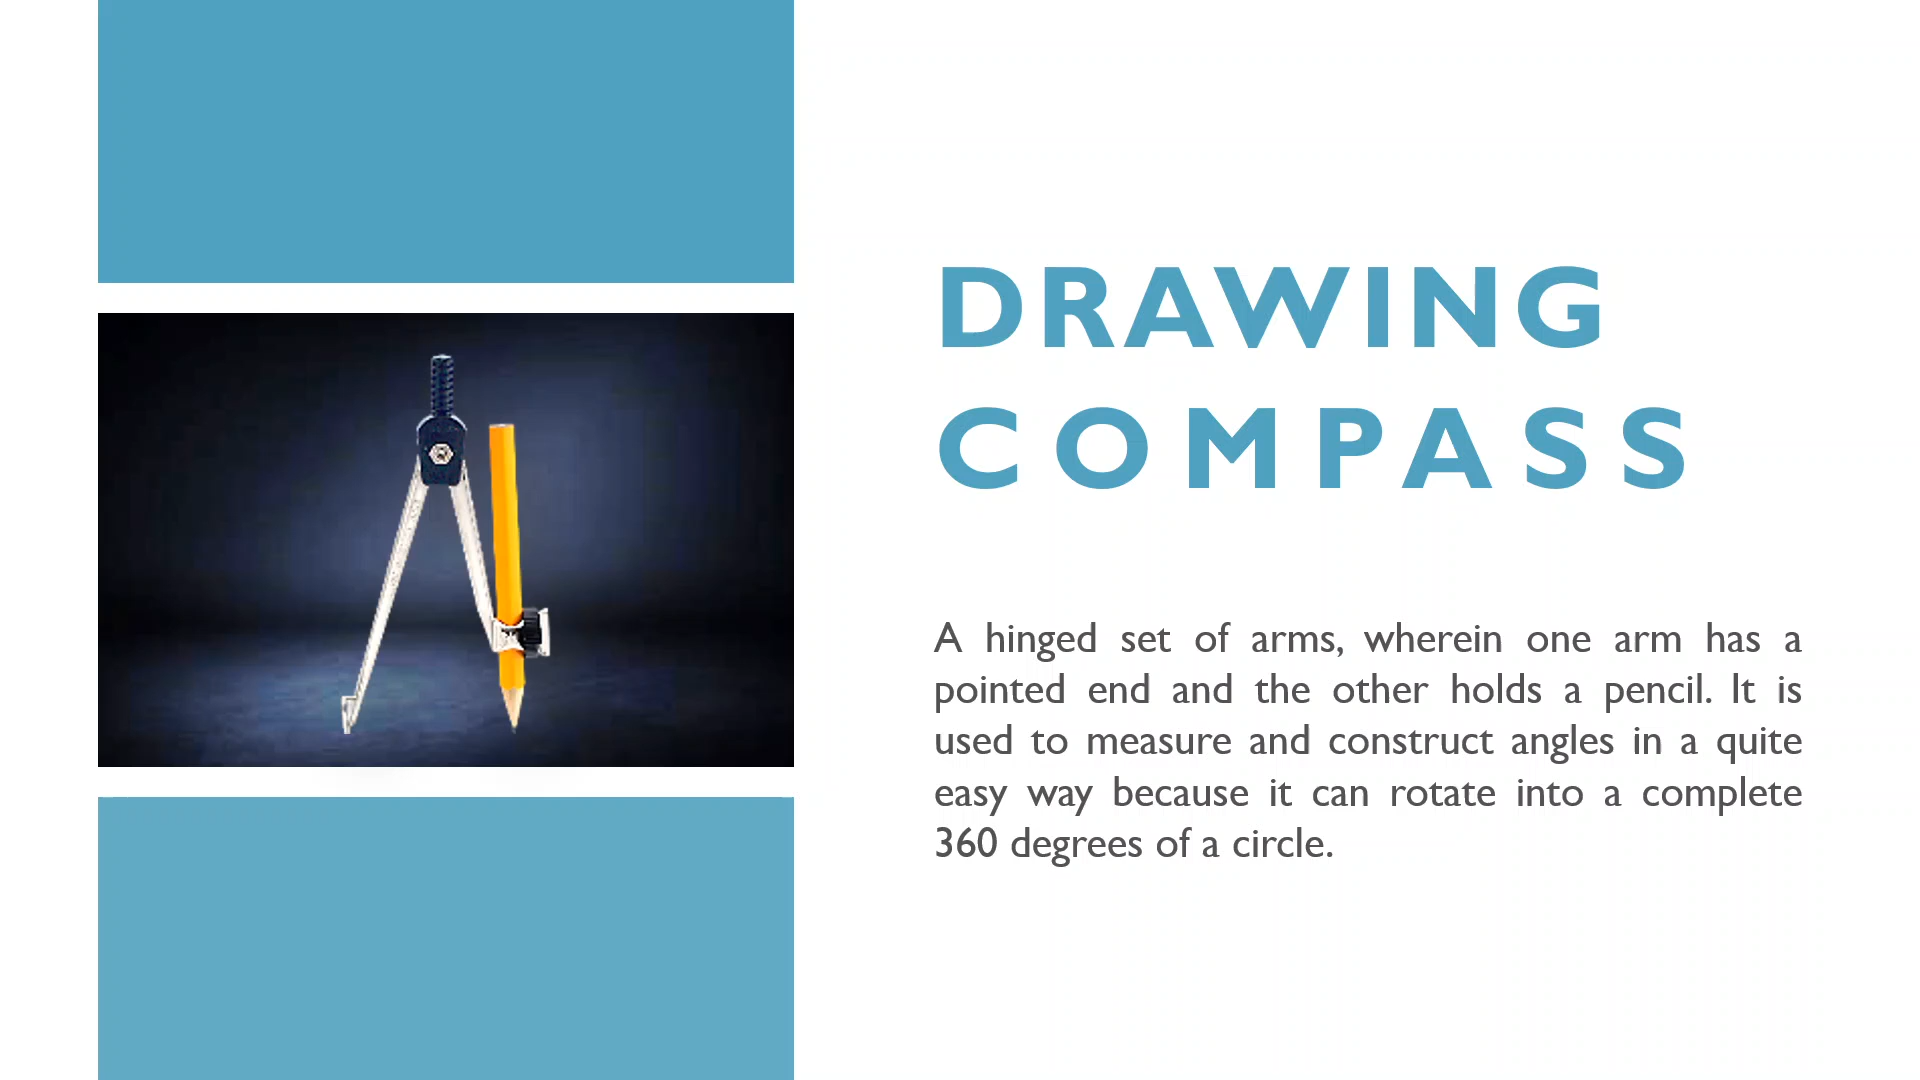 DRAWING
COMPASS
A hinged set of arms, wherein one arm has a
pointed end and the other holds a pencil. It is
used to measure and construct angles in a quite
easy way because it can rotate into a complete
360 degrees of a circle.